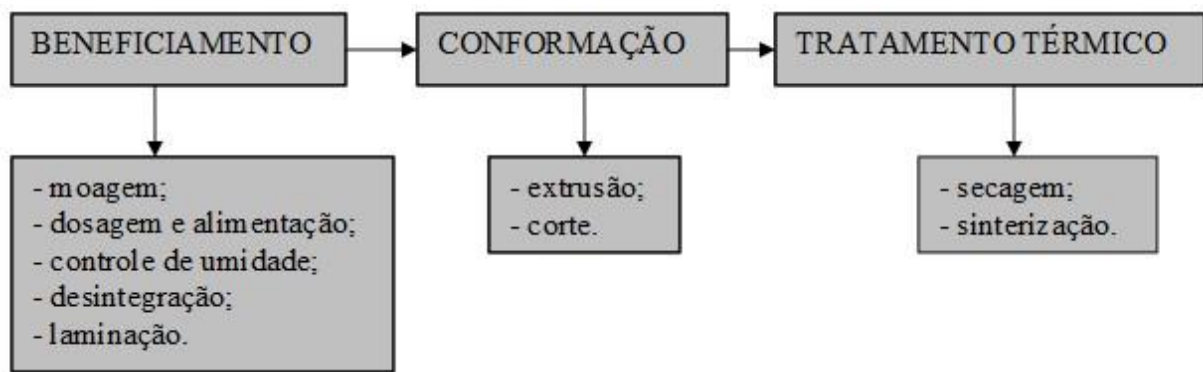 BENEFICIAMENTO
CONFORMAÇÃO
TRATAMENTO TÉRMICO
- moagem;
- dosagem e alimentação;
- controle de umidade;
- desintegração;
- laminação.
- extrusão;
- corte.
- secagem;
- sinterização.